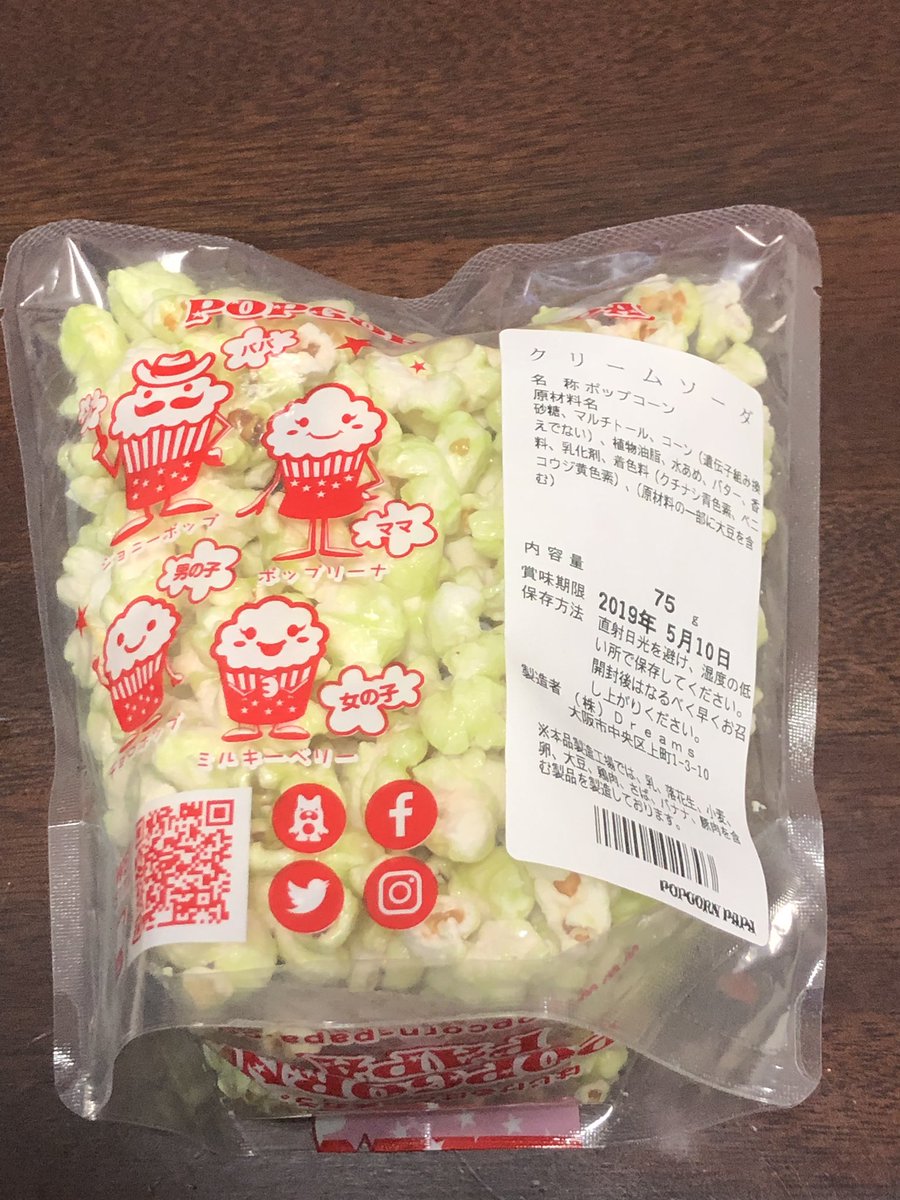 POPCO
パパ
ジョニーポップ
ママ
ポップリーナ
男の子
女の子
ミルキーベリー
クリームソーダ
名 称 ポップコーン
原材料名
砂糖、マルチトール、コーン（遺伝子組み換
えでない）、植物油脂、水あめ、バター、香
料、乳化剤、着色料（クチナシ青色素、ベニ
コウジ黄色素）、（原材料の一部に大豆を含
む）
内 容 量 75 g
賞味期限 2019年 5月10日
保存方法 直射日光を避け、湿度の低
い所で保存してください。
開封後はなるべく早くお召
し上がりください。
製造者 （株）Ｄｒｅａｍｓ
大阪市中央区上町1-3-10
※本品製造工場では、乳、落花生、小麦、
卵、大豆、鶏肉、さば、バナナ、豚肉を含
む製品を製造しております。
POPCORN PAPA
popcorn-papa
PAPA
POPCORN